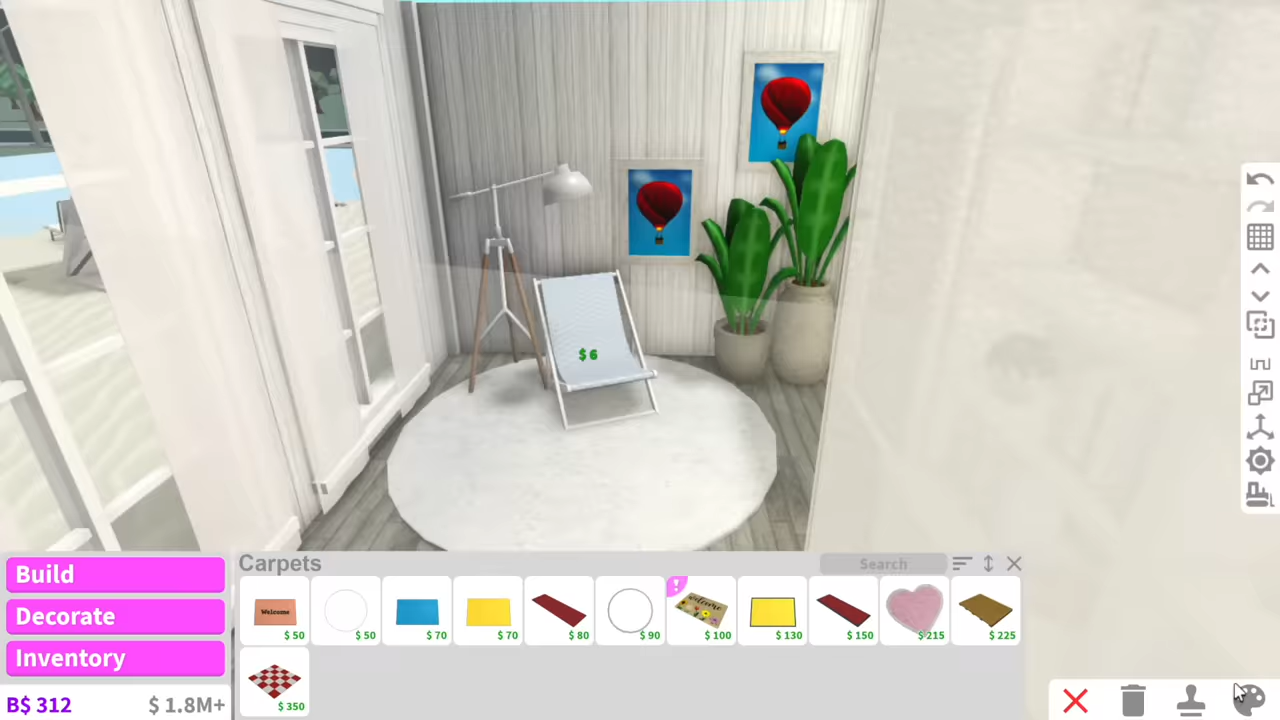 $ 6
Build
Decorate
Inventory
B$ 312
$ 1.8M+
Carpets
Search
Welcome
$ 50
$ 50
$ 70
$ 70
$ 80
$ 90
!
welcome
$ 100
$ 130
$ 150
$ 215
$ 225
$ 350